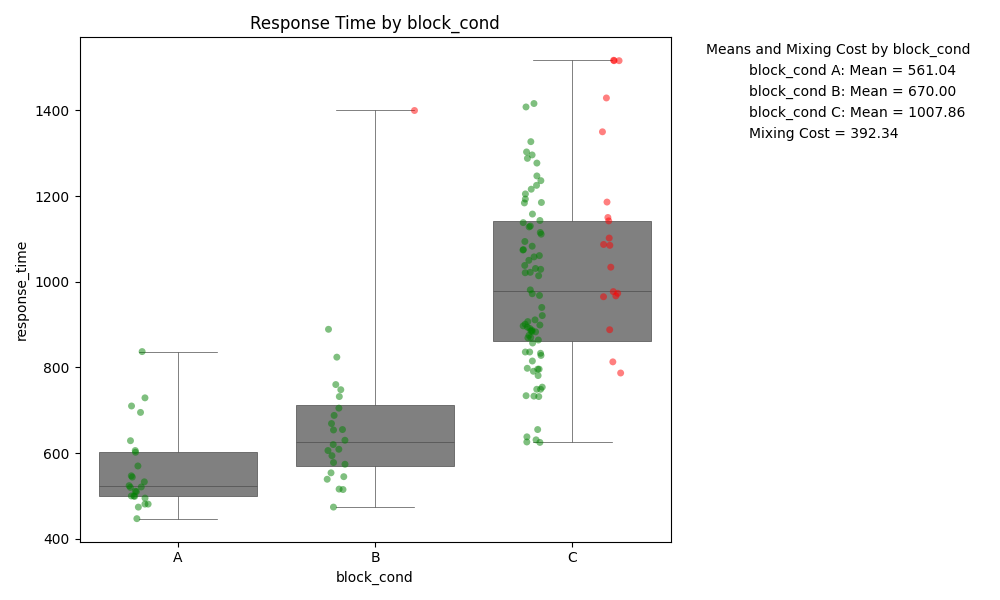 Response Time by block_cond
Means and Mixing Cost by block_cond
block_cond A: Mean = 561.04
block_cond B: Mean = 670.00
block_cond C: Mean = 1007.86
Mixing Cost = 392.34
response_time
1400
1200
1000
800
600
400
A
B
C
block_cond